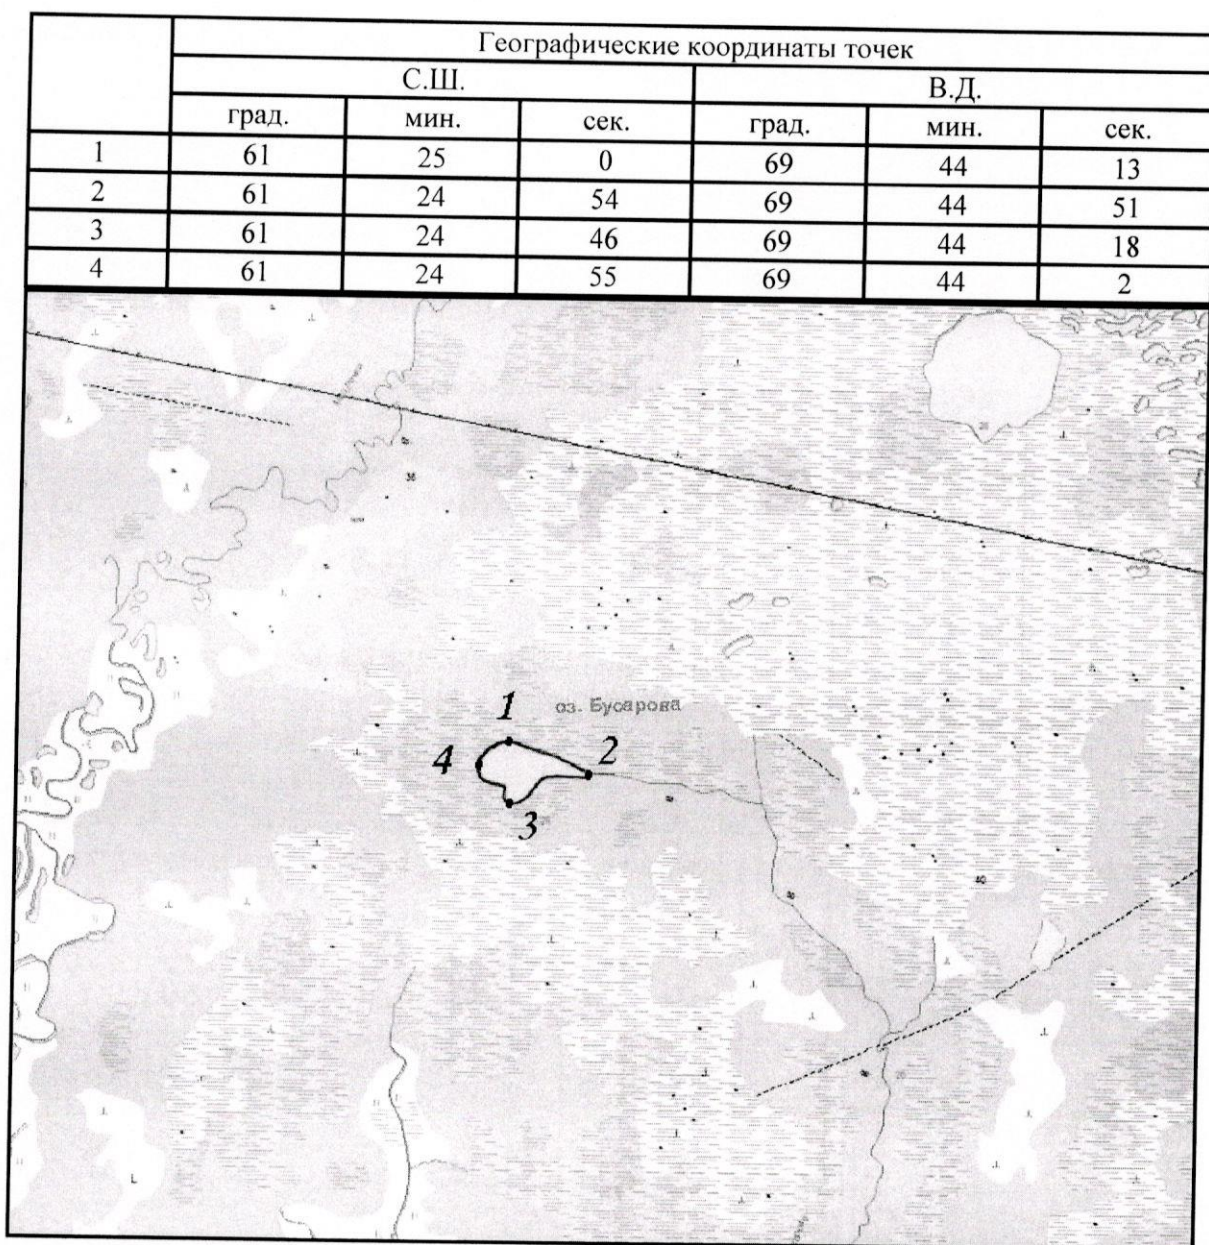 Географические координаты точек
С.Ш. В.Д.
град. мин. сек. град. мин. сек.
1 61 25 0 69 44 13
2 61 24 54 69 44 51
3 61 24 46 69 44 18
4 61 24 55 69 44 2
оз. Бусарова
1
2
4
3